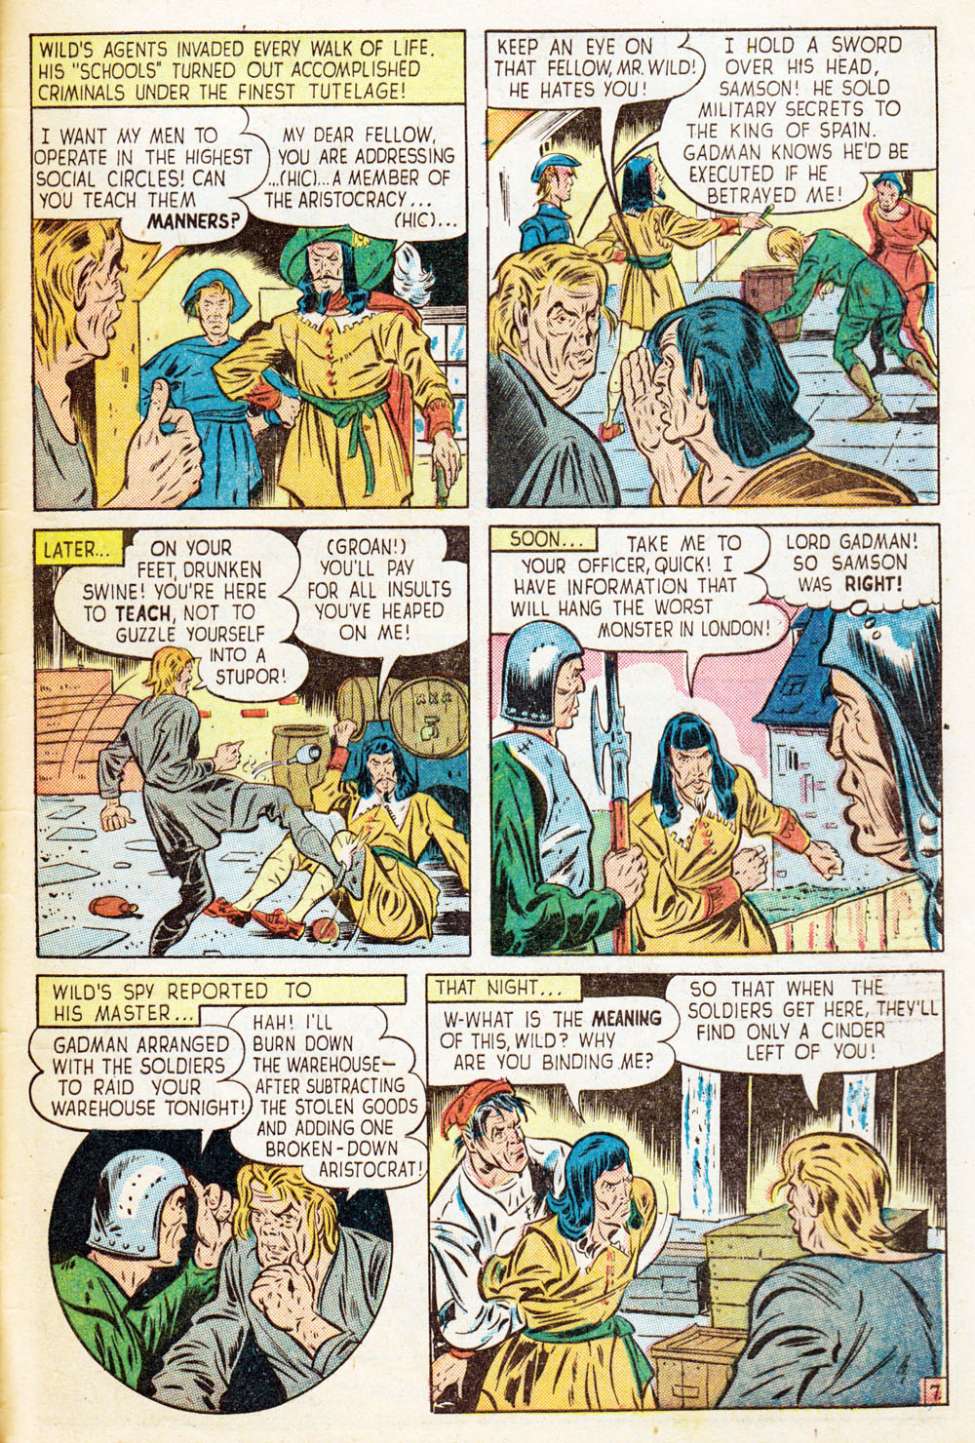 WILD'S AGENTS INVADED EVERY WALK OF LIFE.
HIS "SCHOOLS" TURNED OUT ACCOMPLISHED
CRIMINALS UNDER THE FINEST TUTELAGE!
I WANT MY MEN TO
OPERATE IN THE HIGHEST
SOCIAL CIRCLES! CAN
YOU TEACH THEM
MANNERS?
MY DEAR FELLOW,
YOU ARE ADDRESSING
...(HIC)... A MEMBER OF
THE ARISTOCRACY...
(HIC)...
KEEP AN EYE ON
THAT FELLOW, MR. WILD!
HE HATES YOU!
I HOLD A SWORD
OVER HIS HEAD,
SAMSON! HE SOLD
MILITARY SECRETS TO
THE KING OF SPAIN.
GADMAN KNOWS HE'D BE
EXECUTED IF HE
BETRAYED ME!
LATER...
ON YOUR
FEET, DRUNKEN
SWINE! YOU'RE HERE
TO TEACH, NOT TO
GUZZLE YOURSELF
INTO A
STUPOR!
(GROAN!)
YOU'LL PAY
FOR ALL INSULTS
YOU'VE HEAPED
ON ME!
XXX
SOON...
TAKE ME TO
YOUR OFFICER, QUICK! I
HAVE INFORMATION THAT
WILL HANG THE WORST
MONSTER IN LONDON!
LORD GADMAN!
SO SAMSON
WAS RIGHT!
WILD'S SPY REPORTED TO
HIS MASTER...
GADMAN ARRANGED
WITH THE SOLDIERS
TO RAID YOUR
WAREHOUSE TONIGHT!
HAH! I'LL
BURN DOWN
THE WAREHOUSE—
AFTER SUBTRACTING
THE STOLEN GOODS
AND ADDING ONE
BROKEN-DOWN
ARISTOCRAT!
THAT NIGHT...
W-WHAT IS THE MEANING
OF THIS, WILD? WHY
ARE YOU BINDING ME?
SO THAT WHEN THE
SOLDIERS GET HERE, THEY'LL
FIND ONLY A CINDER
LEFT OF YOU!
7